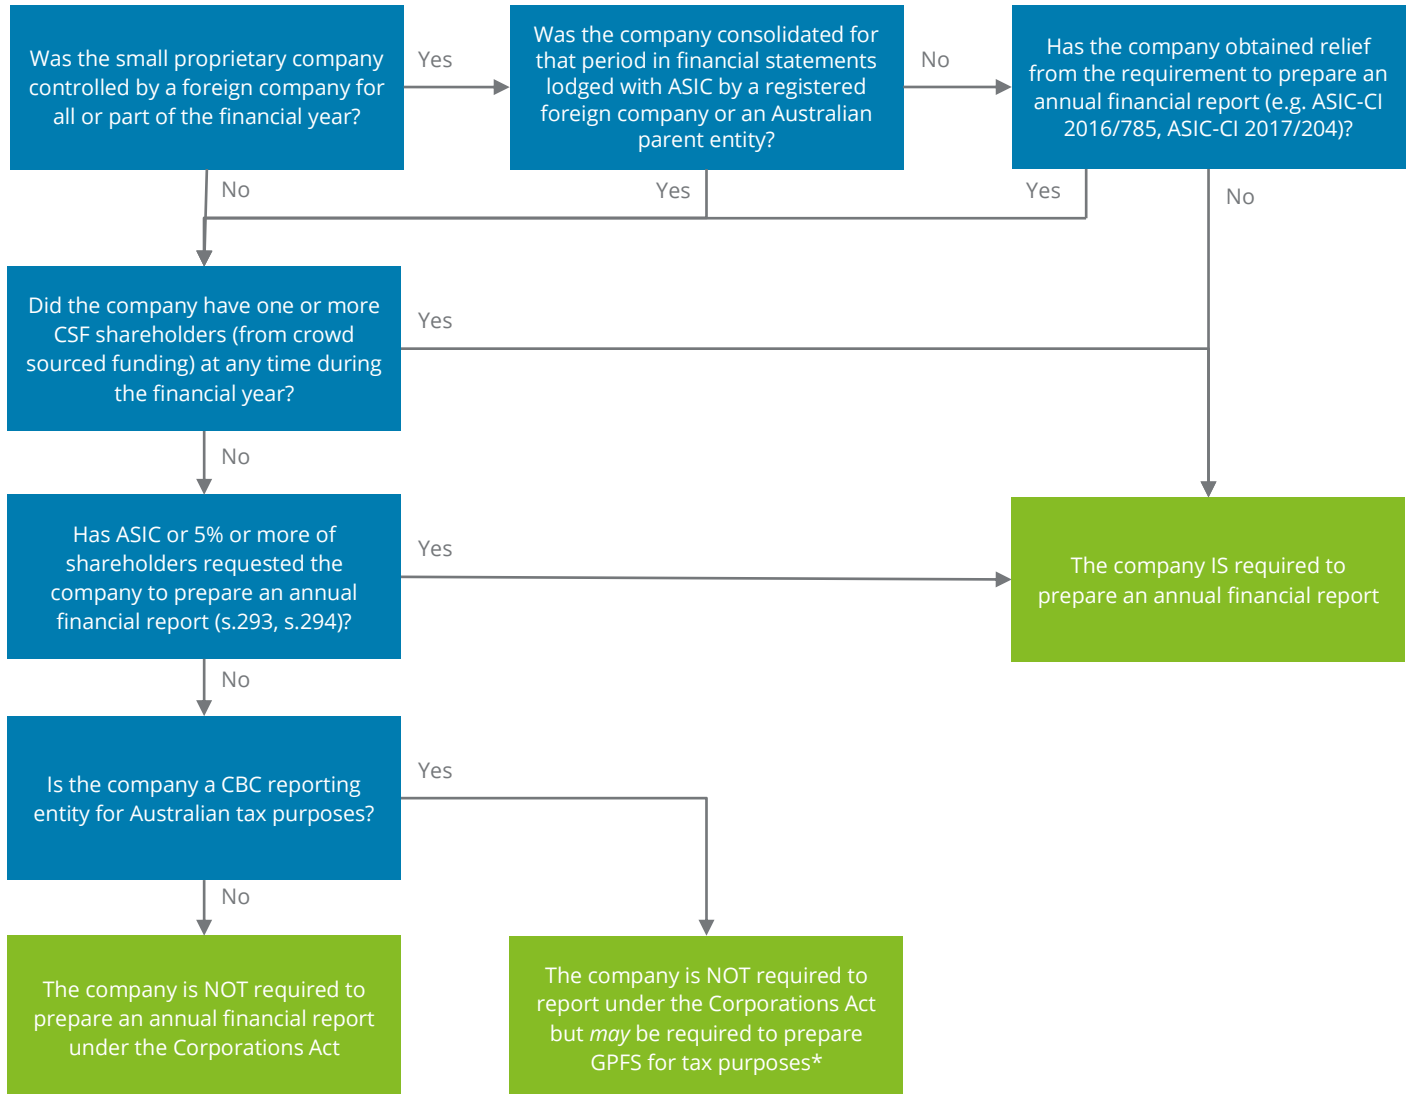 Was the small proprietary company
controlled by a foreign company for
all or part of the financial year?
Yes
Was the company consolidated for
that period in financial statements
lodged with ASIC by a registered
foreign company or an Australian
parent entity?
No
Has the company obtained relief
from the requirement to prepare an
annual financial report (e.g. ASIC-CI
2016/785, ASIC-CI 2017/204)?
No
Yes
Yes
No
Did the company have one or more
CSF shareholders (from crowd
sourced funding) at any time during
the financial year?
Yes
No
Has ASIC or 5% or more of
shareholders requested the
company to prepare an annual
financial report (s.293, s.294)?
Yes
The company IS required to
prepare an annual financial report
No
Is the company a CBC reporting
entity for Australian tax purposes?
Yes
No
The company is NOT required to
prepare an annual financial report
under the Corporations Act
The company is NOT required to
report under the Corporations Act
but may be required to prepare
GPFS for tax purposes*